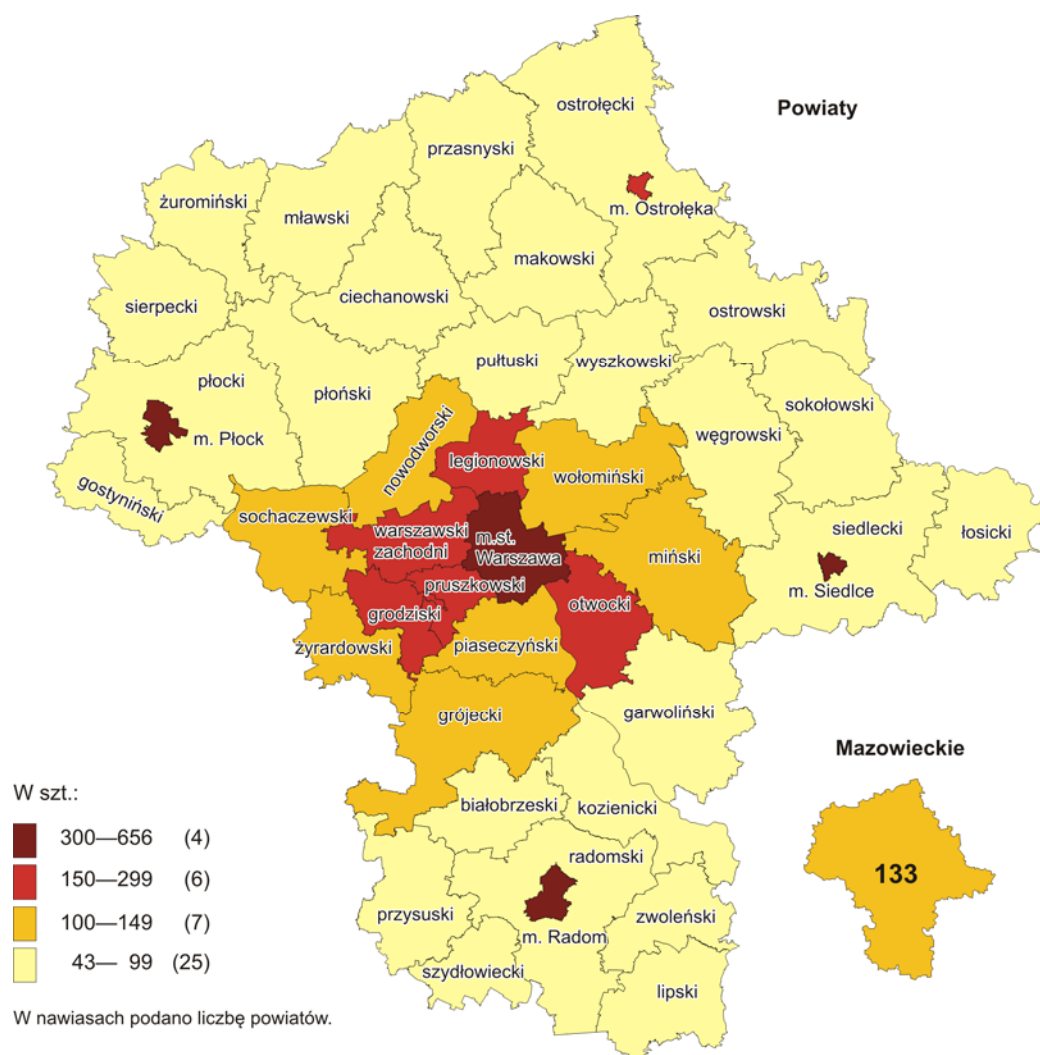 Powiaty
ostrołęcki
przasnyski
żuromiński
mławski
m. Ostrołęka
makowski
ciechanowski
sierpecki
ostrowski
pułtuski
wyszkowski
płocki
płoński
sokołowski
m. Płock
nowodworski
węgrowski
legionowski
wołomiński
gostyniński
sochaczewski
warszawski
zachodni
m.st.
Warszawa
siedlecki
łosicki
miński
pruszkowski
m. Siedlce
grodziski
otwocki
żyrardowski
piaseczyński
grójecki
garwoliński
Mazowieckie
133
białobrzeski
kozienicki
radomski
przysuski
zwoleński
m. Radom
szydłowiecki
lipski
W szt.:
300—656 (4)
150—299 (6)
100—149 (7)
43— 99 (25)
W nawiasach podano liczbę powiatów.